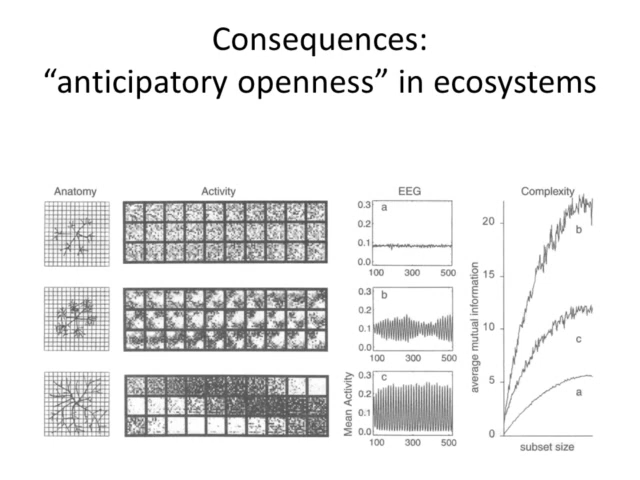 Consequences:
“anticipatory openness” in ecosystems
Anatomy
Activity
EEG
Complexity
a
0.3
0.2
0.1
0.0
100
300
500
b
0.3
0.2
0.1
0.0
100
300
500
c
0.3
0.2
0.1
0.0
100
300
500
Mean Activity
20
15
10
5
0
average mutual information
b
c
a
subset size